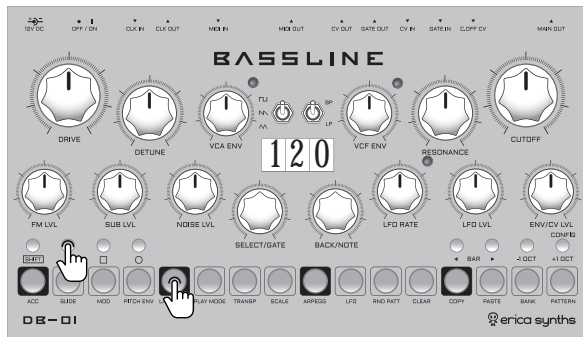 12V DC OFF / ON CLK IN CLK OUT MIDI IN MIDI OUT CV OUT GATE OUT CV IN GATE IN C.OFF CV MAIN OUT
BASSLINE
BP
LP
DRIVE DETUNE VCA ENV VCF ENV RESONANCE CUTOFF
120
FM LVL SUB LVL NOISE LVL SELECT/GATE BACK/NOTE LFO RATE LFO LVL ENV/CV LVL
CONFIG
SHIFT BAR -1 OCT +1 OCT
ACC SLIDE MOD PITCH ENV PLAY MODE TRANSP SCALE ARPEGG LFO RND PATT CLEAR COPY PASTE BANK PATTERN
DB-01 erica synths